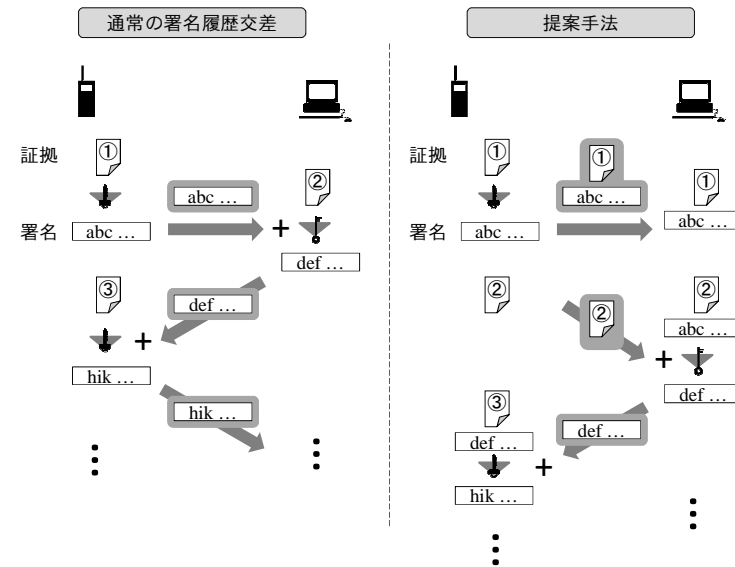 通常の署名履歴交差
証拠
①
abc …
②
署名
abc …
+
def …
③
def …
+
hik …
hik …
提案手法
証拠
①
①
abc …
①
署名
abc …
abc …
②
②
②
abc …
+
def …
③
def …
def …
+
hik …